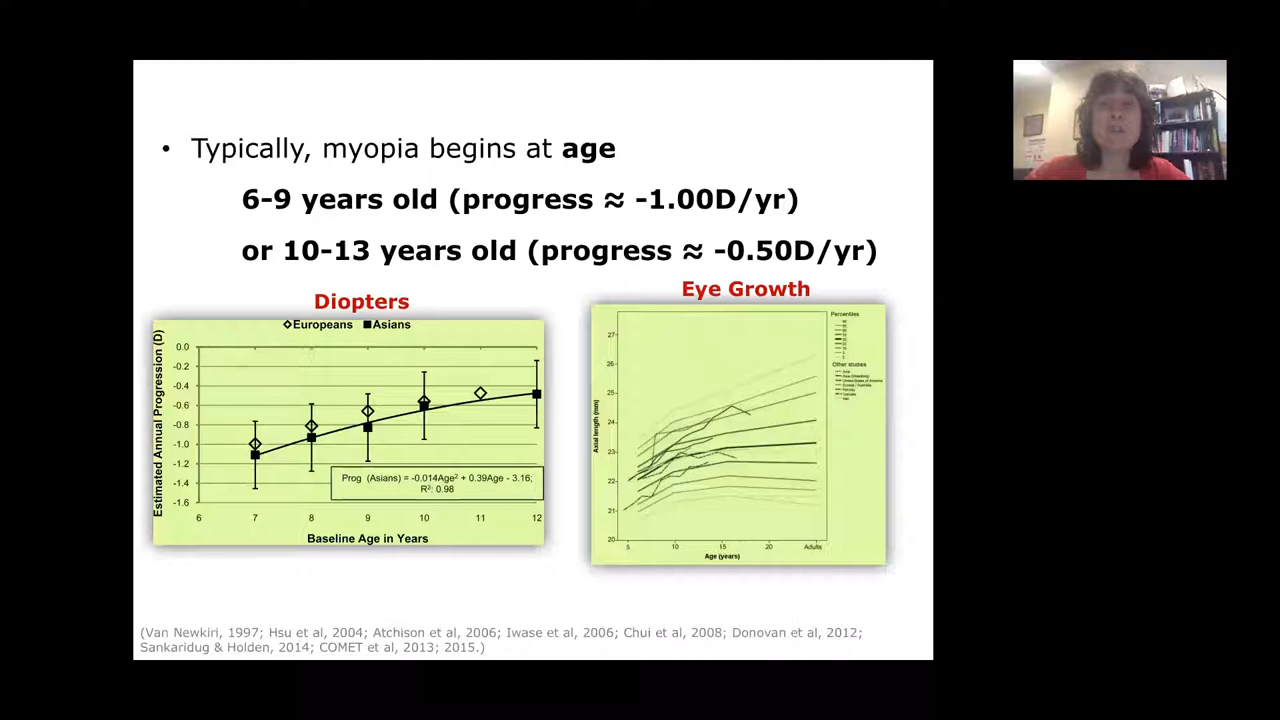 • Typically, myopia begins at age
6-9 years old (progress ≈ -1.00D/yr)
or 10-13 years old (progress ≈ -0.50D/yr)
Diopters
Eye Growth
◇Europeans ■Asians
Estimated Annual Progression (D)
0.0
-0.2
-0.4
-0.6
-0.8
-1.0
-1.2
-1.4
-1.6
Prog (Asians) = -0.014Age² + 0.39Age - 3.16;
R²: 0.98
6 7 8 9 10 11 12
Baseline Age in Years
Percentiles
Other studies
Axial length (mm)
27
26
25
24
23
22
21
20
5 10 15 20 Adults
Age (years)
(Van Newkiri, 1997; Hsu et al, 2004; Atchison et al, 2006; Iwase et al, 2006; Chui et al, 2008; Donovan et al, 2012;
Sankaridug & Holden, 2014; COMET et al, 2013; 2015.)